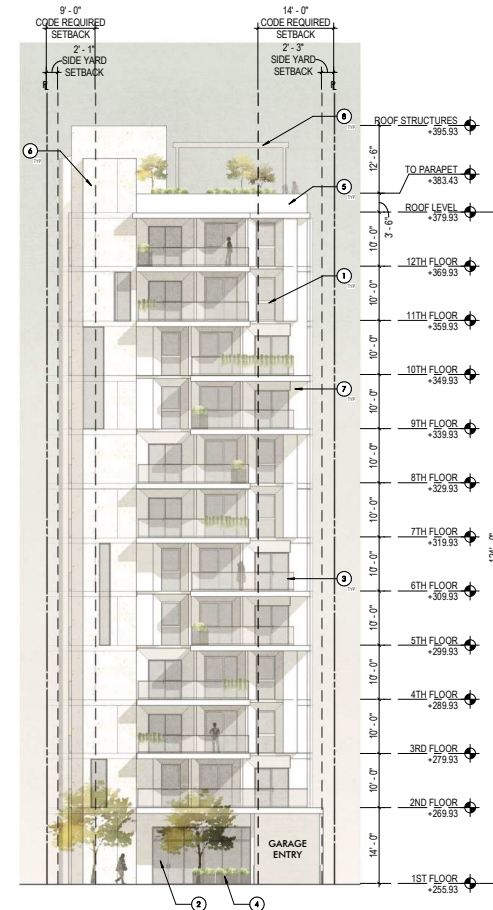 9' - 0"
CODE REQUIRED
SETBACK
2' - 1"
SIDE YARD
SETBACK
14' - 0"
CODE REQUIRED
SETBACK
2' - 3"
SIDE YARD
SETBACK
8
TYP
6
TYP
5
1
TYP
7
TYP
3
TYP
2
4
ROOF STRUCTURES
+395.93
12' - 6"
TO PARAPET
+383.43
3' - 6"
ROOF LEVEL
+379.93
10' - 0"
12TH FLOOR
+369.93
10' - 0"
11TH FLOOR
+359.93
10' - 0"
10TH FLOOR
+349.93
10' - 0"
9TH FLOOR
+339.93
10' - 0"
8TH FLOOR
+329.93
10' - 0"
7TH FLOOR
+319.93
10' - 0"
6TH FLOOR
+309.93
10' - 0"
5TH FLOOR
+299.93
10' - 0"
4TH FLOOR
+289.93
10' - 0"
3RD FLOOR
+279.93
10' - 0"
2ND FLOOR
+269.93
14' - 0"
1ST FLOOR
+255.93
GARAGE
ENTRY